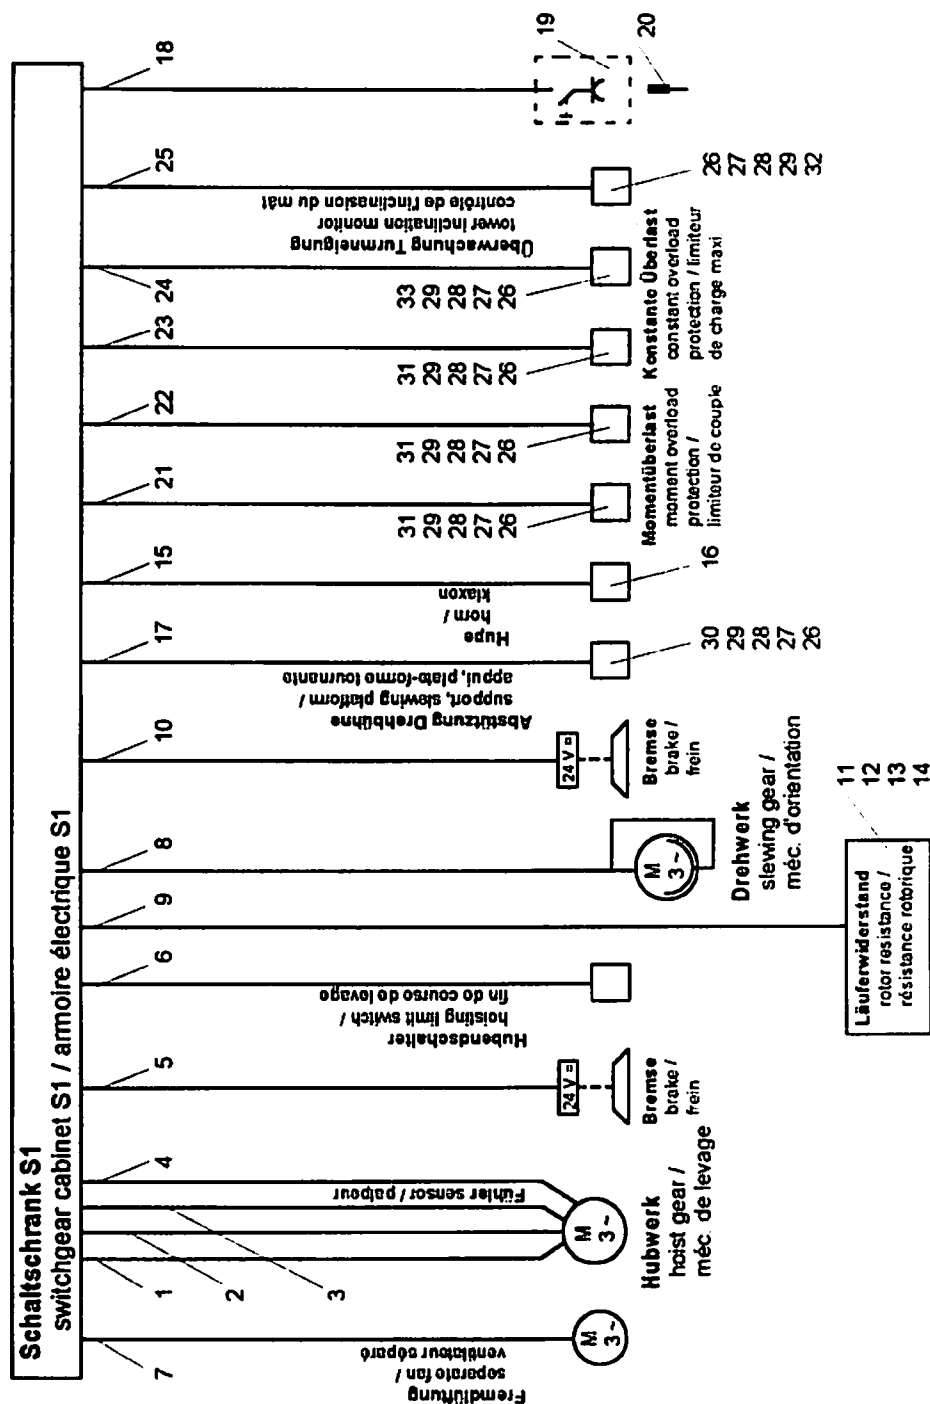 Schaltschrank S1
switchgear cabinet S1 / armoire électrique S1
7
1
2
3
4
5
6
9
8
10
17
15
21
22
23
24
25
18
Fremdlüftung
separate fan /
ventilateur séparé
M
3~
Fühler sensor / palpeur
M
3~
Hubwerk
hoist gear /
méc. de levage
24 V =
Bremse
brake /
frein
Hubendschalter
hoisting limit switch /
fin de course de levage
Läuferwiderstand
rotor resistance /
résistance rotorique
11
12
13
14
M
3~
Drehwerk
slewing gear /
méc. d'orientation
24 V =
Bremse
brake /
frein
Abstützung Drehbühne
support, slewing platform /
appui, plate-forme tournante
30
29
28
27
26
Hupe
horn /
klaxon
16
31
29
28
27
26
Momentüberlast
moment overload
protection /
limiteur de couple
31
29
28
27
26
31
29
28
27
26
Konstante Überlast
constant overload
protection / limiteur
de charge maxi
33
29
28
27
26
Überwachung Turmneigung
tower inclination monitor
contrôle de l'inclinasion du mât
26
27
28
29
32
19
20